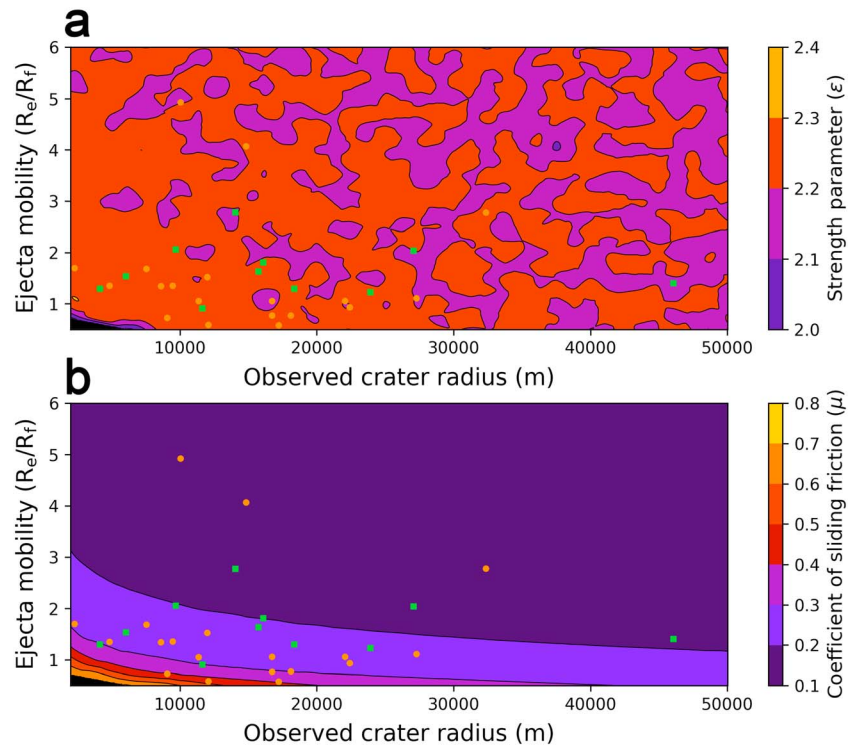 a
6
5
4
3
2
1
Ejecta mobility (Re/Rf)
10000 20000 30000 40000 50000
Observed crater radius (m)
2.4
2.3
2.2
2.1
2.0
Strength parameter (ε)
b
6
5
4
3
2
1
Ejecta mobility (Re/Rf)
10000 20000 30000 40000 50000
Observed crater radius (m)
0.8
0.7
0.6
0.5
0.4
0.3
0.2
0.1
Coefficient of sliding friction (μ)